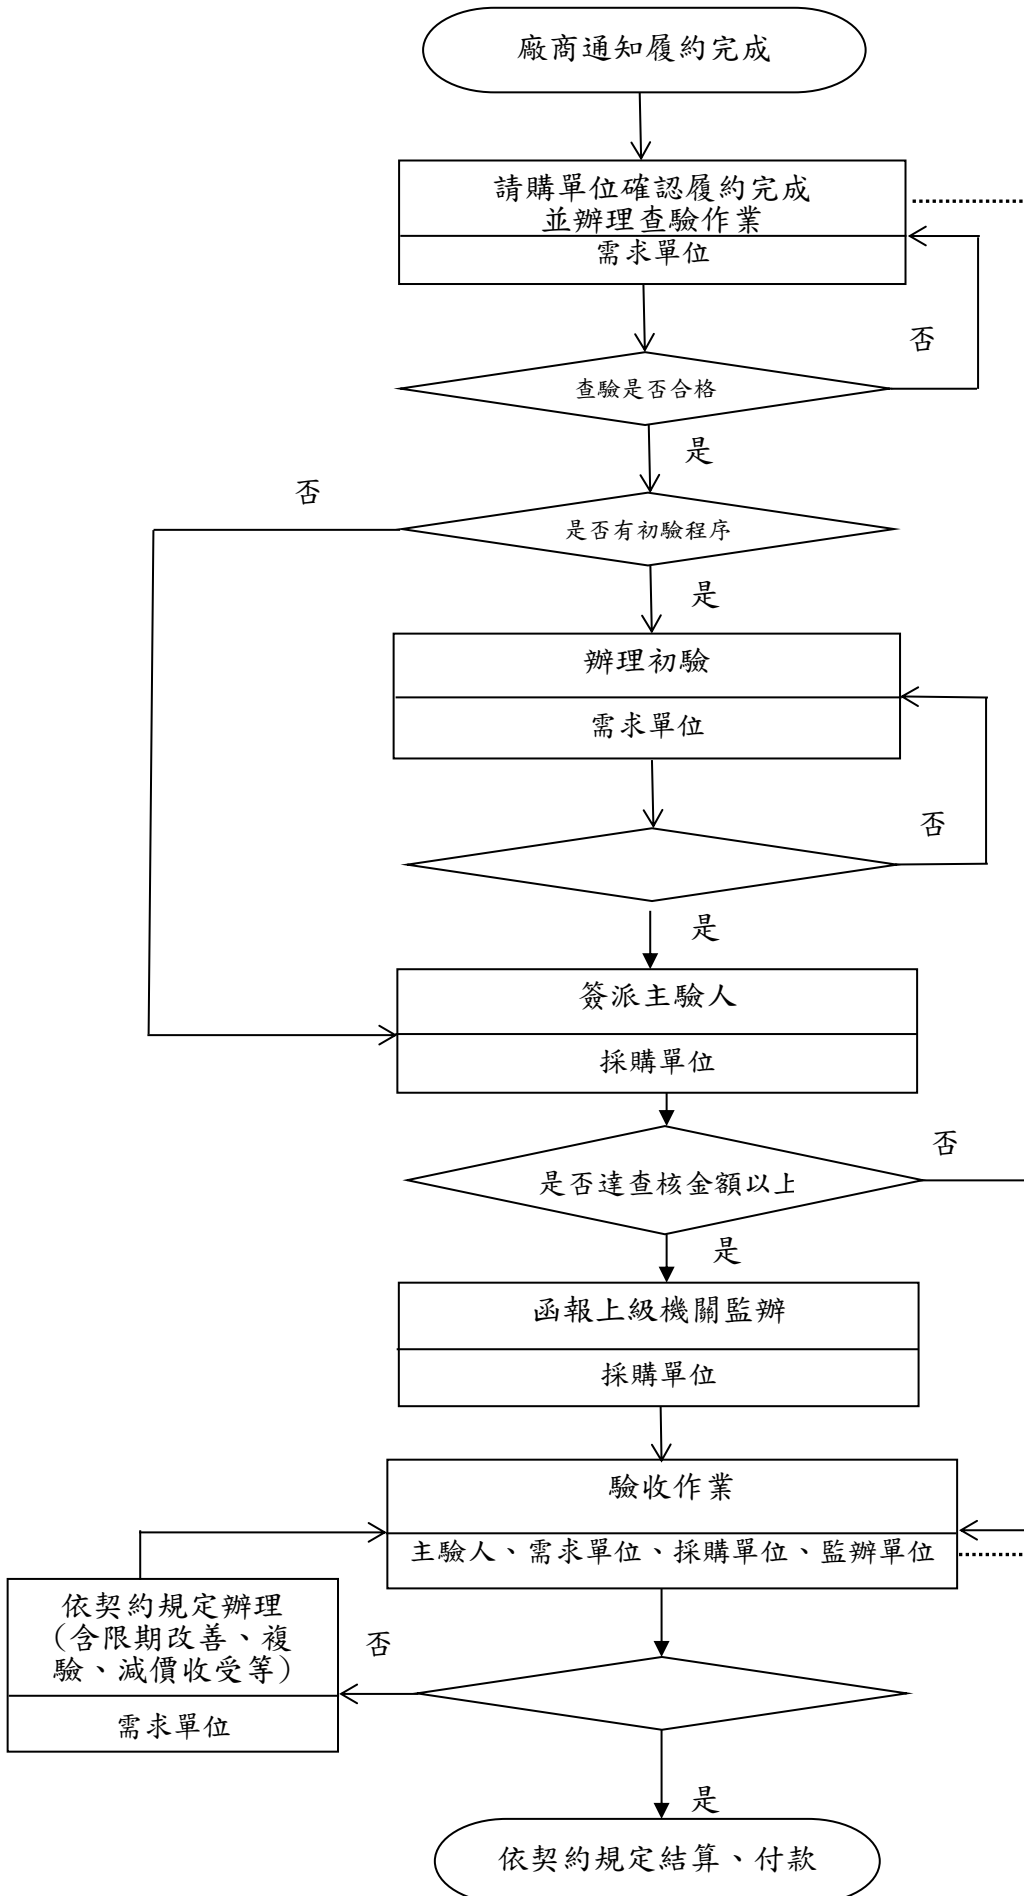 廠商通知履約完成
請購單位確認履約完成
並辦理查驗作業
需求單位
否
查驗是否合格
是
否
是否有初驗程序
是
辦理初驗
需求單位
否
是
簽派主驗人
採購單位
否
是否達查核金額以上
是
函報上級機關監辦
採購單位
驗收作業
主驗人、需求單位、採購單位、監辦單位
依契約規定辦理
（含限期改善、複
驗、減價收受等）
否
需求單位
是
依契約規定結算、付款